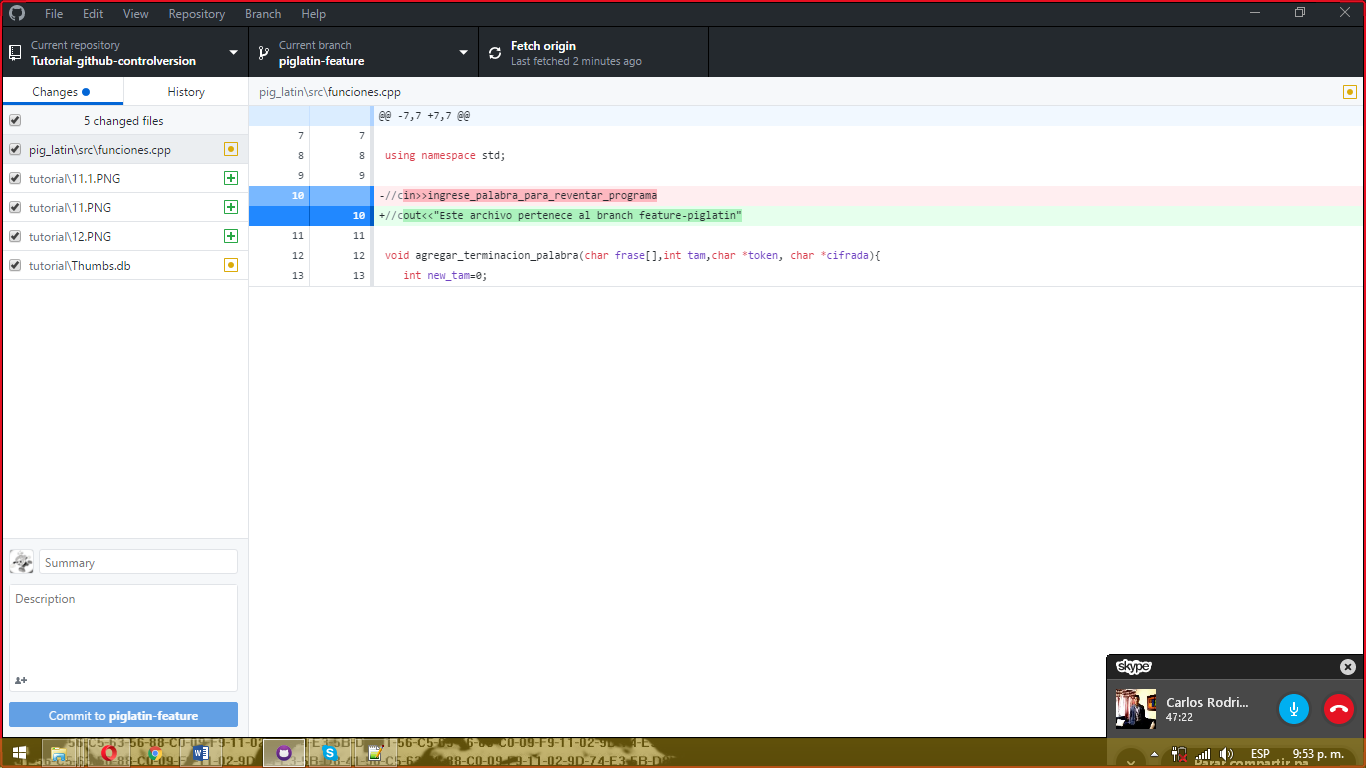 File Edit View Repository Branch Help
Current repository
Tutorial-github-controlversion
Current branch
piglatin-feature
Fetch origin
Last fetched 2 minutes ago
Changes History
5 changed files
pig_latin\src\funciones.cpp
tutorial\11.1.PNG
tutorial\11.PNG
tutorial\12.PNG
tutorial\Thumbs.db
Summary
Description
Commit to piglatin-feature
pig_latin\src\funciones.cpp
@@ -7,7 +7,7 @@
7 7
8 8 using namespace std;
9 9
10 -//cin>>ingrese_palabra_para_reventar_programa
10 +//cout<<"Este archivo pertenece al branch feature-piglatin"
11 11
12 12 void agregar_terminacion_palabra(char frase[],int tam,char *token, char *cifrada){
13 13 int new_tam=0;
skype
Carlos Rodri...
47:22
ESP 9:53 p. m.